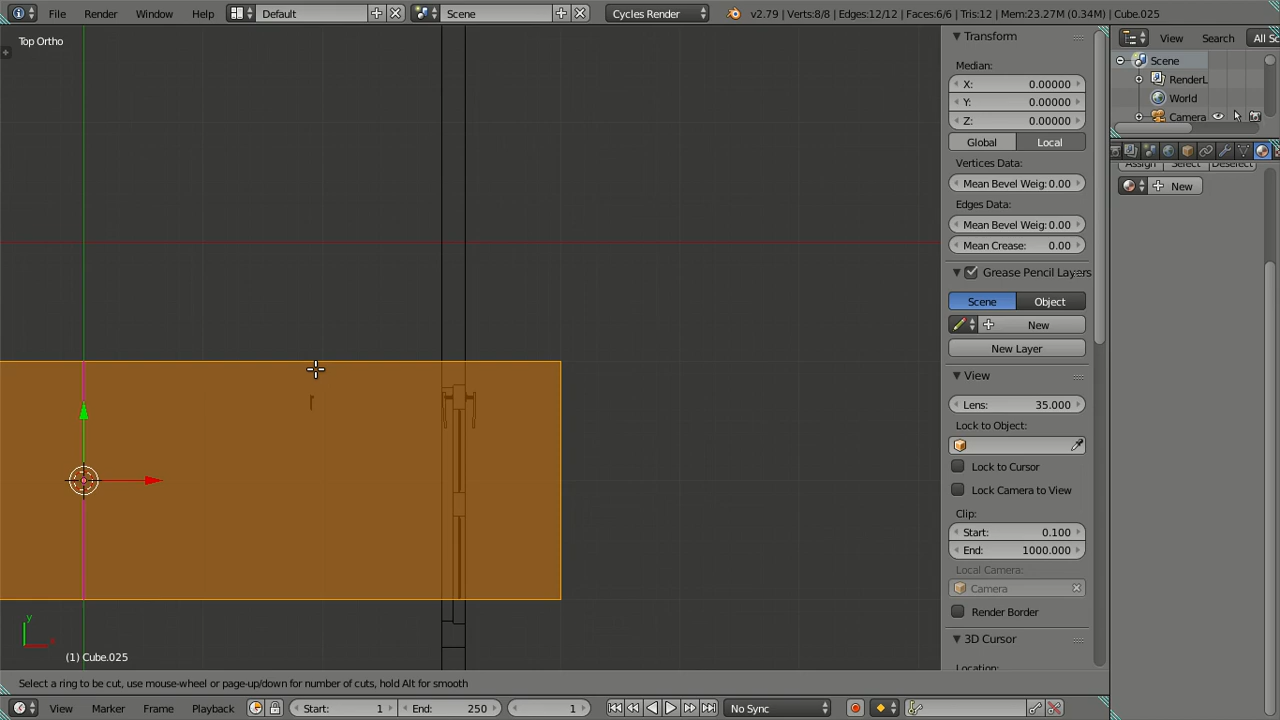 File Render Window Help Default Scene Cycles Render v2.79 | Verts:8/8 | Edges:12/12 | Faces:6/6 | Tris:12 | Mem:23.27M (0.34M) | Cube.025
Top Ortho
Transform
Median:
X: 0.00000
Y: 0.00000
Z: 0.00000
Global Local
Vertices Data:
Mean Bevel Weig: 0.00
Edges Data:
Mean Bevel Weig: 0.00
Mean Crease: 0.00
Grease Pencil Layers
Scene Object
New
New Layer
View
Lens: 35.000
Lock to Object:
Lock to Cursor
Lock Camera to View
Clip:
Start: 0.100
End: 1000.000
Local Camera:
Camera
Render Border
3D Cursor
Location:
View Search All Sc
Scene
RenderL
World
Camera
Assign Select Deselect
New
y
x
(1) Cube.025
Select a ring to be cut, use mouse-wheel or page-up/down for number of cuts, hold Alt for smooth
View Marker Frame Playback Start: 1 End: 250 1 No Sync